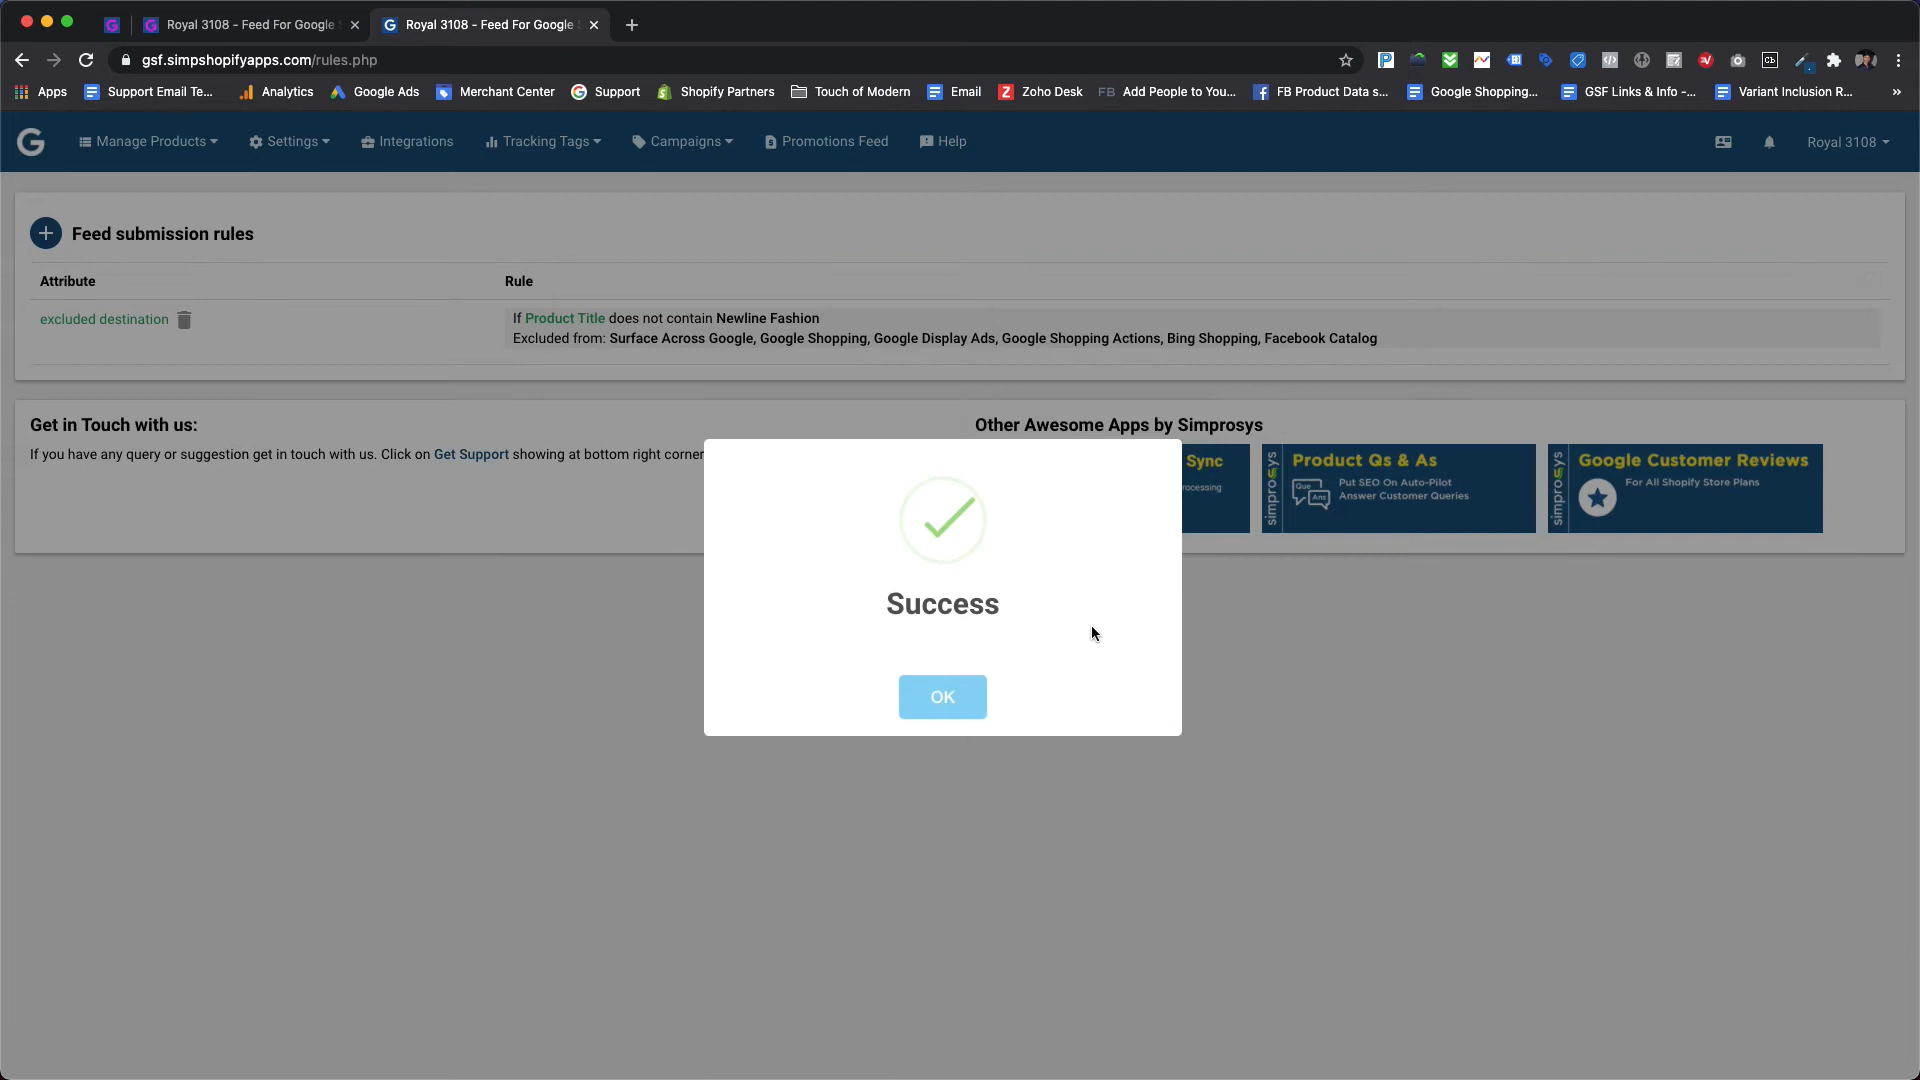 Royal 3108 - Feed For Google
Royal 3108 - Feed For Google
gsf.simpshopifyapps.com/rules.php
Apps
Support Email Te...
Analytics
Google Ads
Merchant Center
Support
Shopify Partners
Touch of Modern
Email
Zoho Desk
FB Add People to You...
FB Product Data s...
Google Shopping...
GSF Links & Info -...
Variant Inclusion R...
»
Manage Products
Settings
Integrations
Tracking Tags
Campaigns
Promotions Feed
Help
Royal 3108
Feed submission rules
Attribute
Rule
excluded destination
If Product Title does not contain Newline Fashion
Excluded from: Surface Across Google, Google Shopping, Google Display Ads, Google Shopping Actions, Bing Shopping, Facebook Catalog
Get in Touch with us:
If you have any query or suggestion get in touch with us. Click on Get Support showing at bottom right corner
Other Awesome Apps by Simprosys
Sync
rocessing
simprosys
Product Qs & As
Que
Ans
Put SEO On Auto-Pilot
Answer Customer Queries
simprosys
Google Customer Reviews
For All Shopify Store Plans
Success
OK